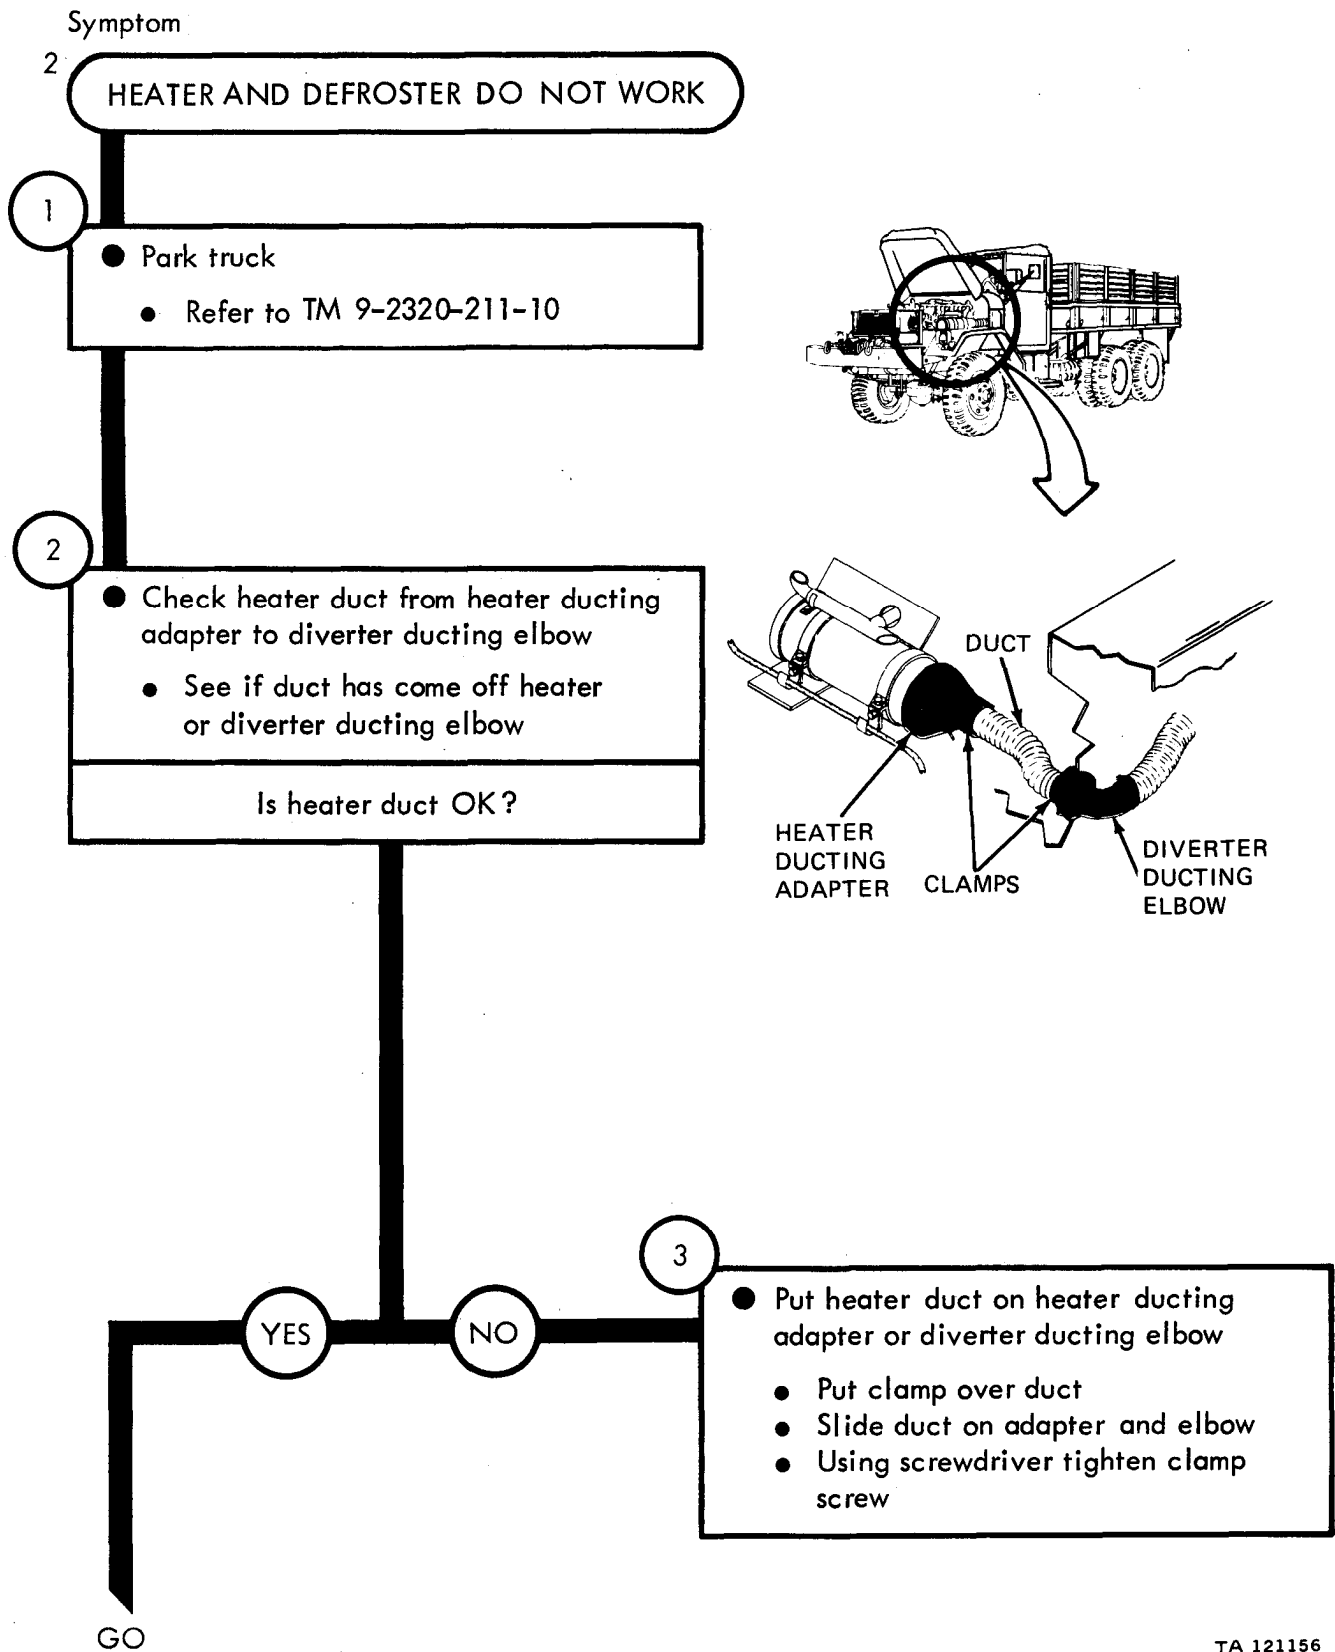 Symptom
2
HEATER AND DEFROSTER DO NOT WORK
1
● Park truck
● Refer to TM 9-2320-211-10
2
● Check heater duct from heater ducting
adapter to diverter ducting elbow
● See if duct has come off heater
or diverter ducting elbow
Is heater duct OK?
DUCT
HEATER
DUCTING
ADAPTER
CLAMPS
DIVERTER
DUCTING
ELBOW
YES
NO
3
● Put heater duct on heater ducting
adapter or diverter ducting elbow
● Put clamp over duct
● Slide duct on adapter and elbow
● Using screwdriver tighten clamp
screw
GO
TA 121156